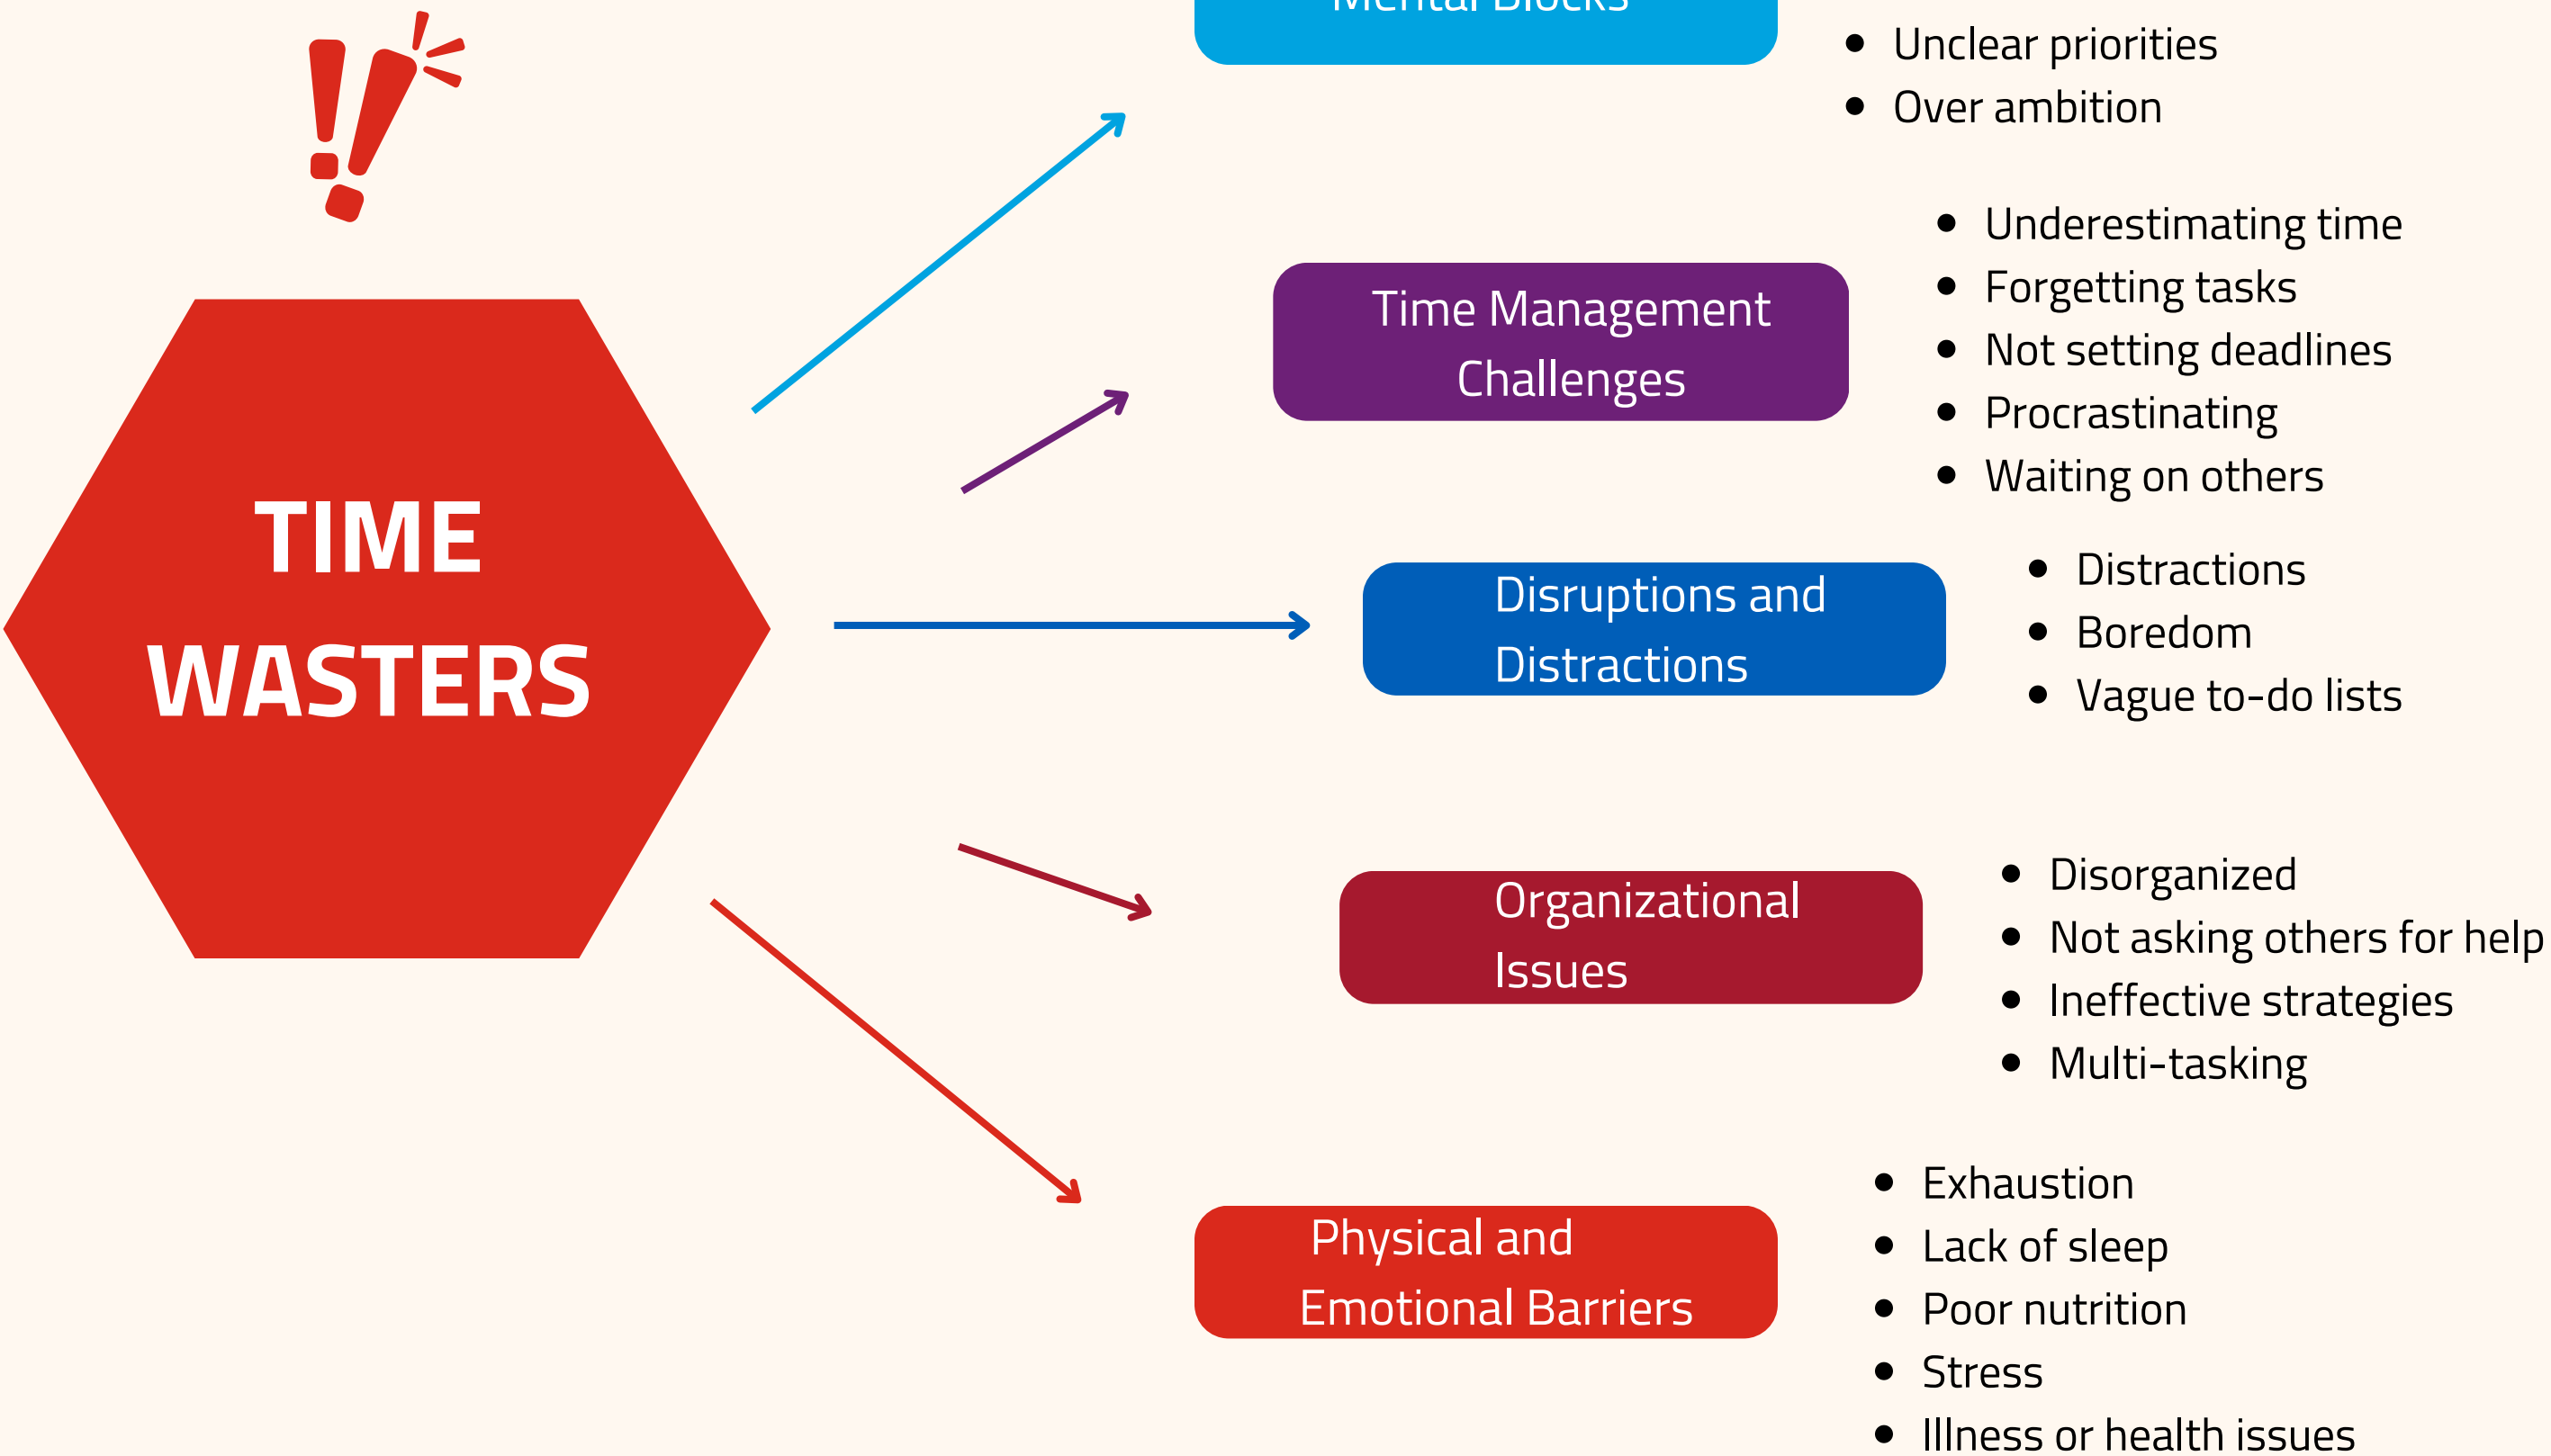 Mental Blocks
• Unclear priorities
• Over ambition
TIME
WASTERS
Time Management
Challenges
• Underestimating time
• Forgetting tasks
• Not setting deadlines
• Procrastinating
• Waiting on others
Disruptions and
Distractions
• Distractions
• Boredom
• Vague to-do lists
Organizational
Issues
• Disorganized
• Not asking others for help
• Ineffective strategies
• Multi-tasking
Physical and
Emotional Barriers
• Exhaustion
• Lack of sleep
• Poor nutrition
• Stress
• Illness or health issues